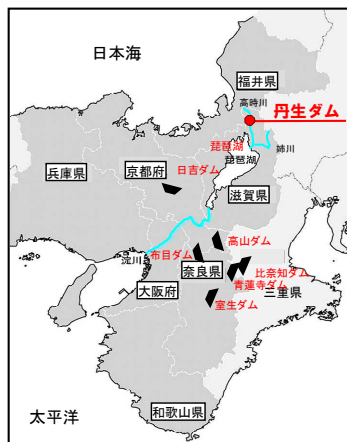 日本海
福井県
高時川
丹生ダム
琵琶湖
琵琶湖
姉川
兵庫県
京都府
日吉ダム
滋賀県
高山ダム
淀川
布目ダム
奈良県
比奈知ダム
青蓮寺ダム
大阪府
三重県
室生ダム
和歌山県
太平洋